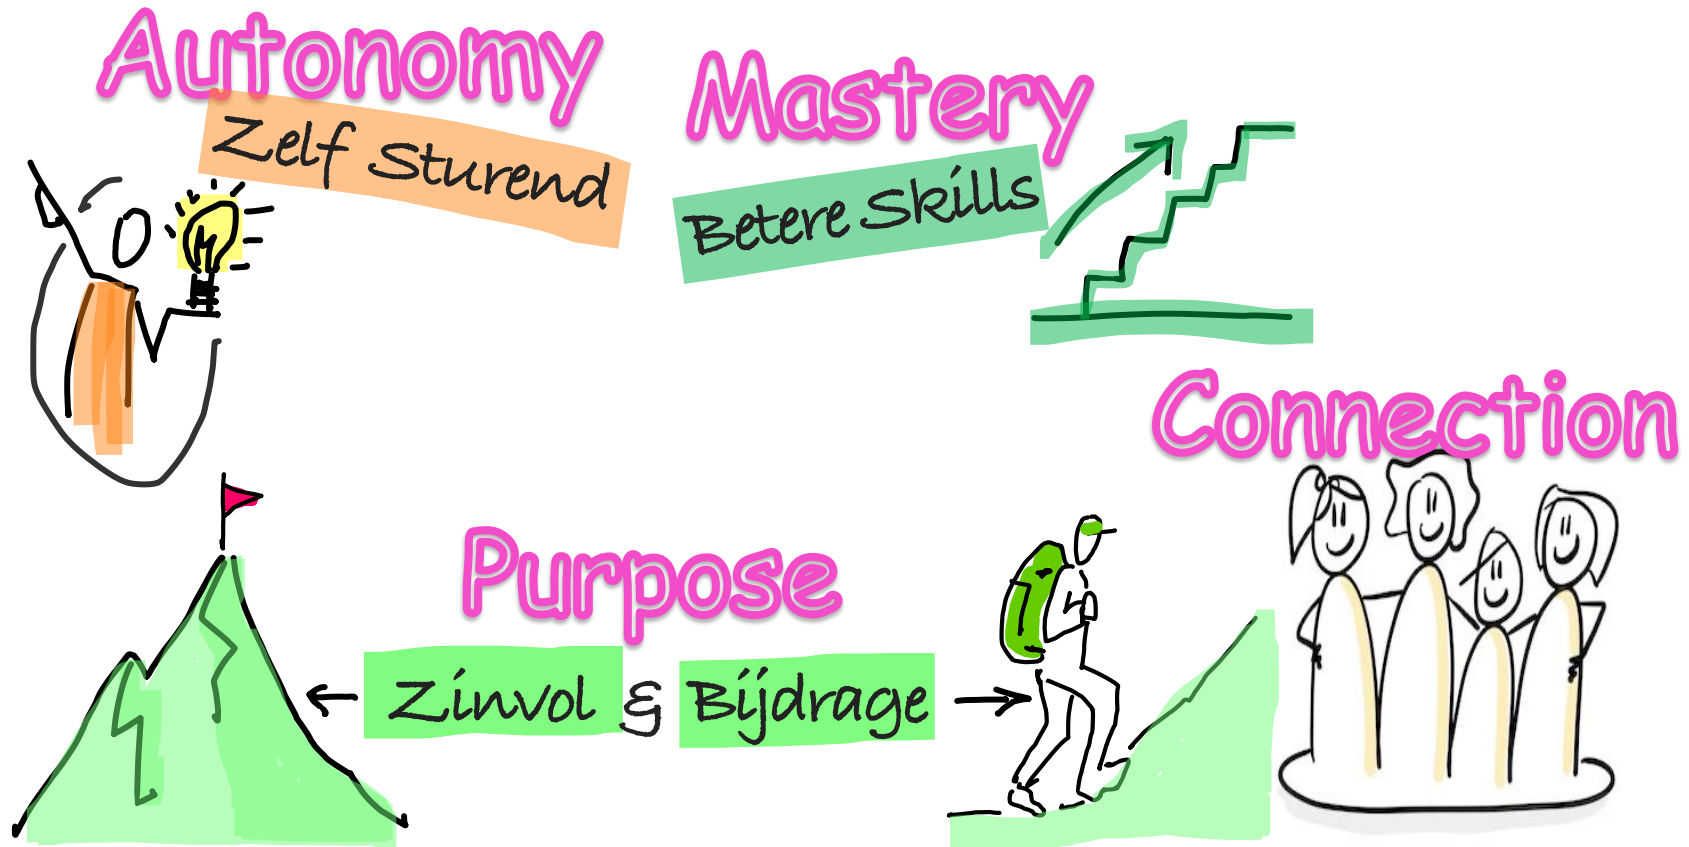 Autonomy
Zelf Sturend
Mastery
Betere Skills
Connection
Purpose
Zinvol & Bijdrage